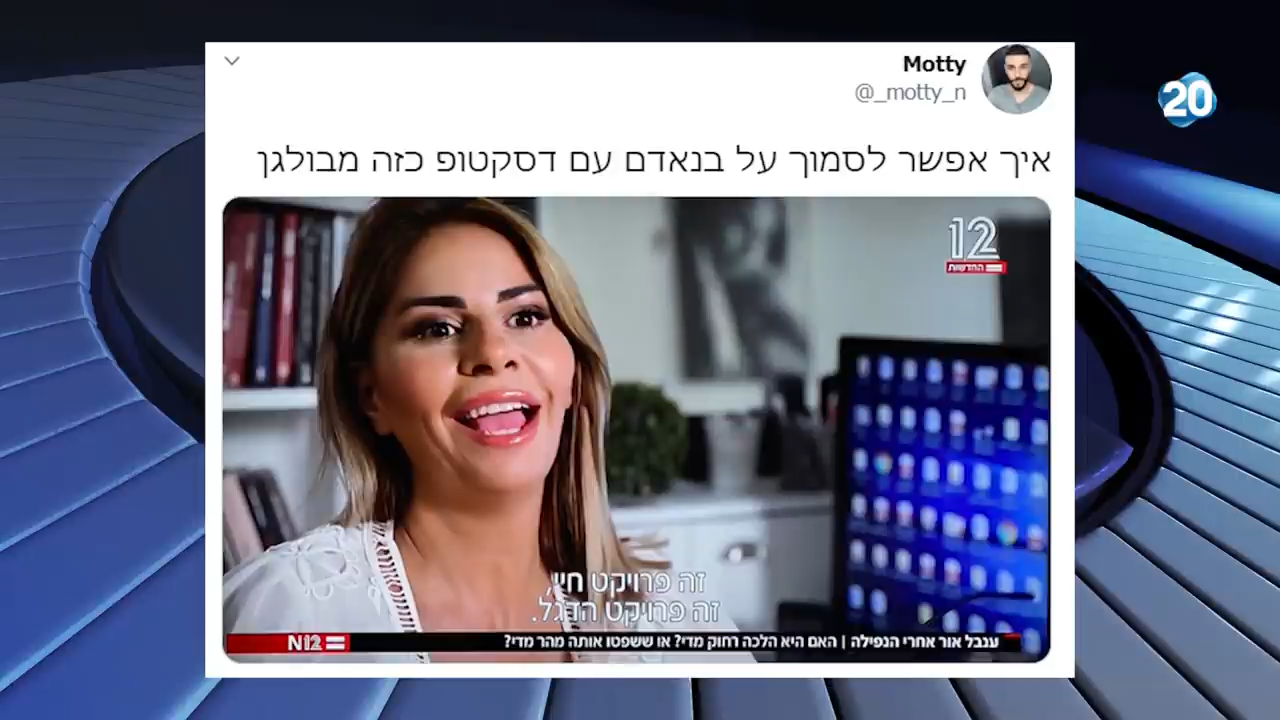 20
Motty
@_motty_n
איך אפשר לסמוך על בנאדם עם דסקטופ כזה מבולגן
12
החדשות
זה פרויקט חיי,
זה פרויקט הדגל.
ענבל אור אחרי הנפילה | האם היא הלכה רחוק מדי? או ששפטו אותה מהר מדי?
N12